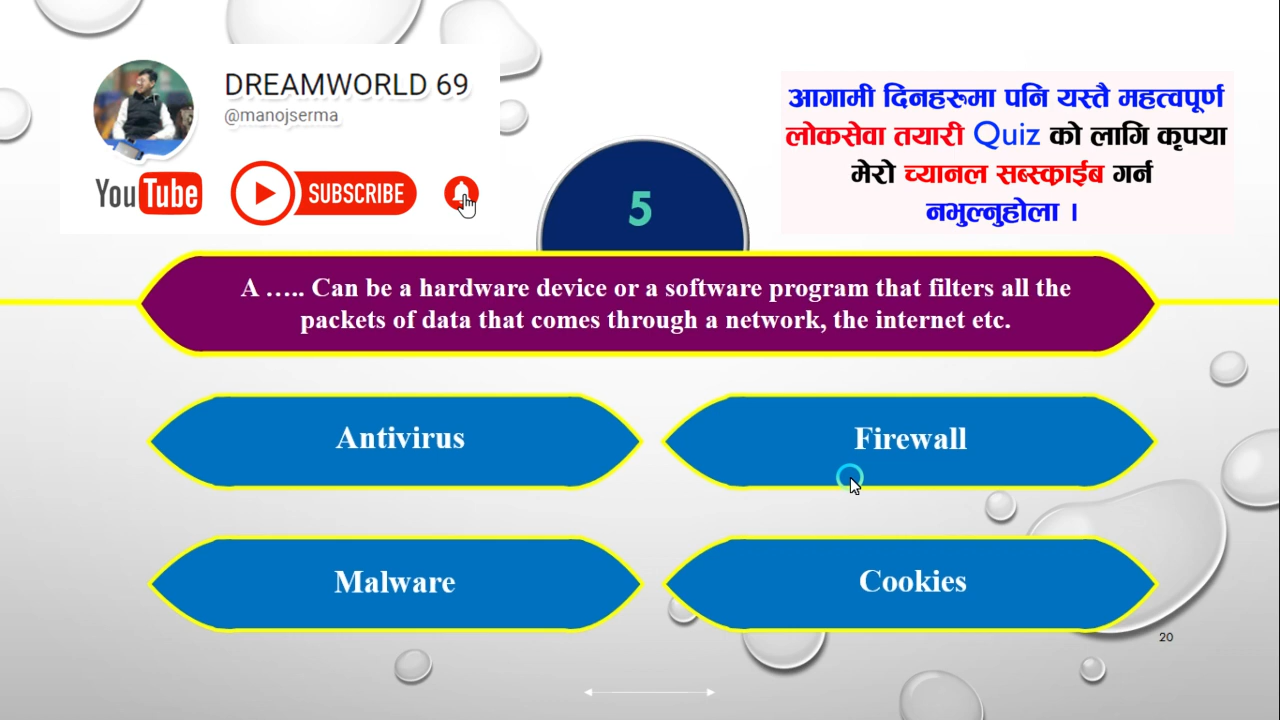 DREAMWORLD 69
@manojserma
YouTube
SUBSCRIBE
आगामी दिनहरुमा पनि यस्तै महत्वपूर्ण
लोकसेवा तयारी Quiz को लागि कृपया
मेरो च्यानल सब्स्क्राईब गर्न
नभुल्नुहोला ।
5
A ….. Can be a hardware device or a software program that filters all the
packets of data that comes through a network, the internet etc.
Antivirus
Firewall
Malware
Cookies
20